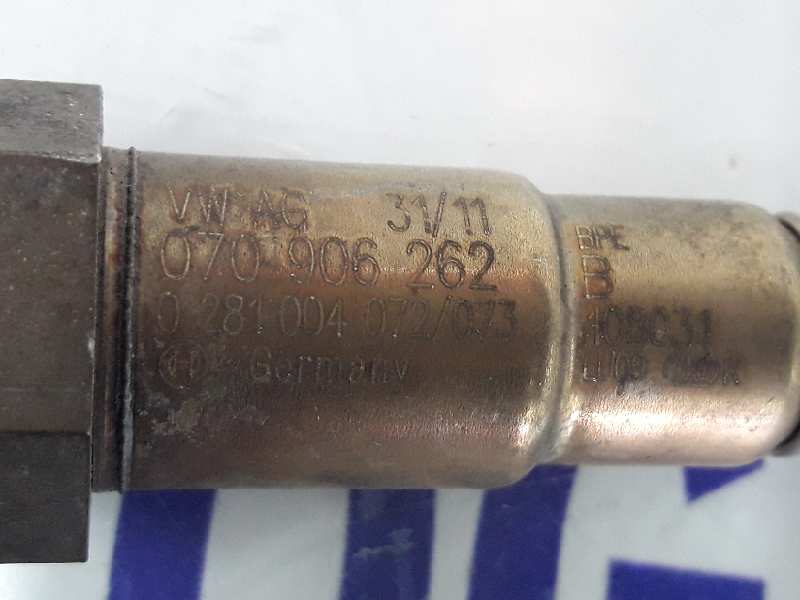 VW AG 31/11
070 906 262
0 281 004 072/073
Germany
BPE
B
108031